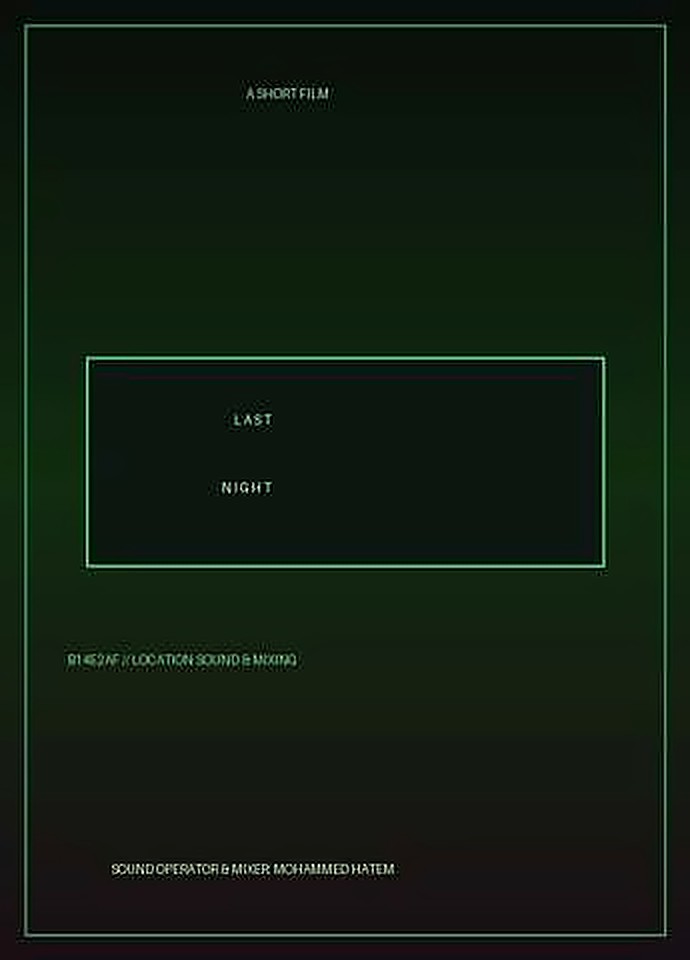 A SHORT FILM
LAST
NIGHT
// LOCATION SOUND & MIXING
SOUND OPERATOR & MIXER: MOHAMMED HATEM